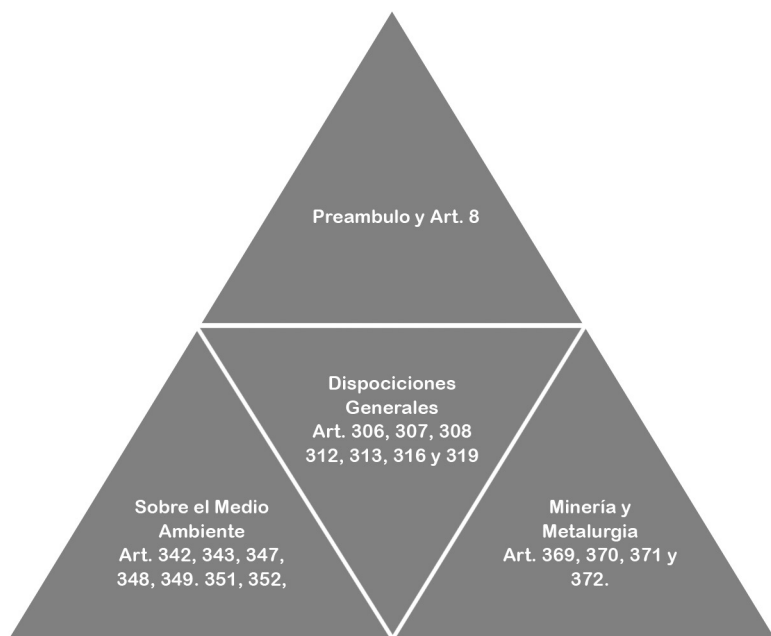 Preambulo y Art. 8
Dispociciones
Generales
Art. 306, 307, 308
312, 313, 316 y 319
Sobre el Medio
Ambiente
Art. 342, 343, 347,
348, 349. 351, 352,
Minería y
Metalurgia
Art. 369, 370, 371 y
372.